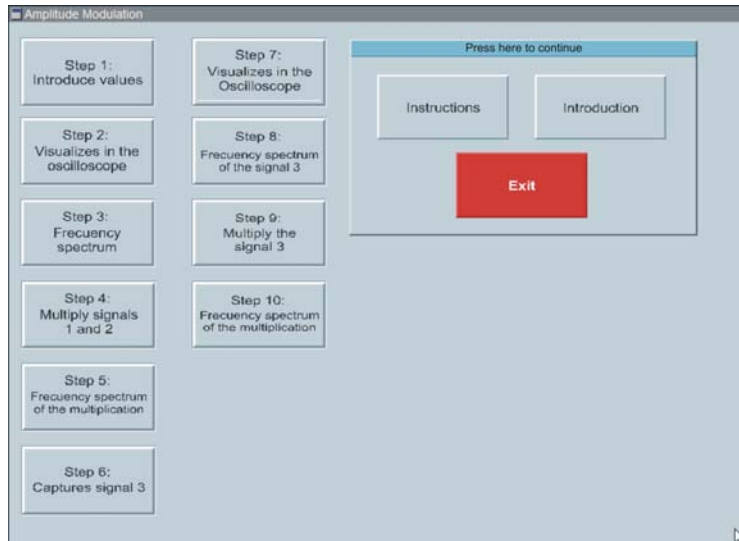 Amplitude Modulation
Step 1:
Introduce values
Step 2:
Visualizes in the
oscilloscope
Step 3:
Frecuency
spectrum
Step 4:
Multiply signals
1 and 2
Step 5:
Frecuency spectrum
of the multiplication
Step 6:
Captures signal 3
Step 7:
Visualizes in the
Oscilloscope
Step 8:
Frecuency spectrum
of the signal 3
Step 9:
Multiply the
signal 3
Step 10:
Frecuency spectrum
of the multiplication
Press here to continue
Instructions
Introduction
Exit